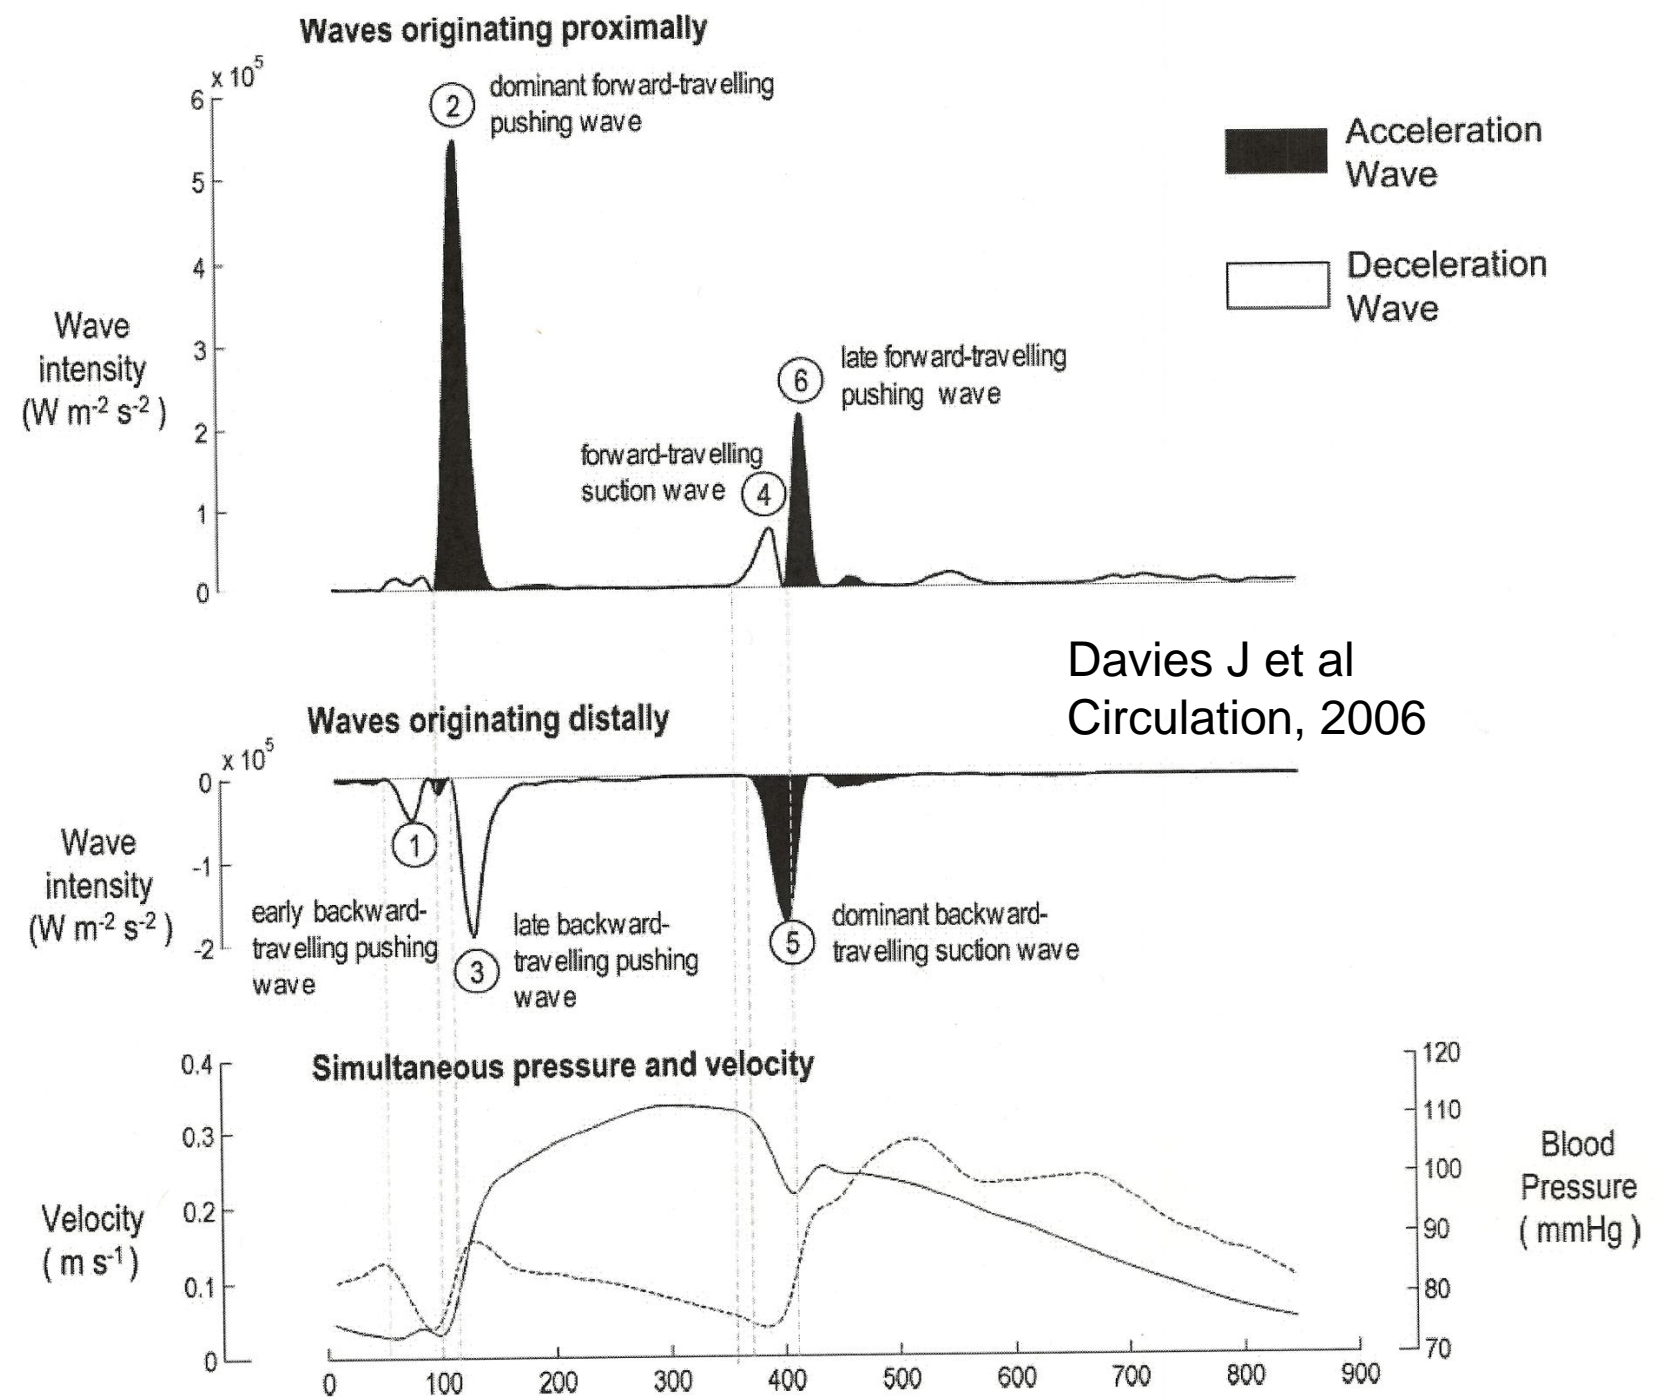 Waves originating proximally
x 10⁵
6
5
4
3
2
1
0
Wave
intensity
(W m⁻² s⁻² )
2
dominant forward-travelling
pushing wave
forward-travelling
suction wave
4
6
late forward-travelling
pushing wave
Acceleration
Wave
Deceleration
Wave
Davies J et al
Circulation, 2006
Waves originating distally
x 10⁵
0
-1
-2
Wave
intensity
(W m⁻² s⁻² )
1
early backward-
travelling pushing
wave
3
late backward-
travelling pushing
wave
5
dominant backward-
travelling suction wave
Simultaneous pressure and velocity
0.4
0.3
0.2
0.1
0
Velocity
( m s⁻¹ )
120
110
100
90
80
70
Blood
Pressure
( mmHg )
0 100 200 300 400 500 600 700 800 900